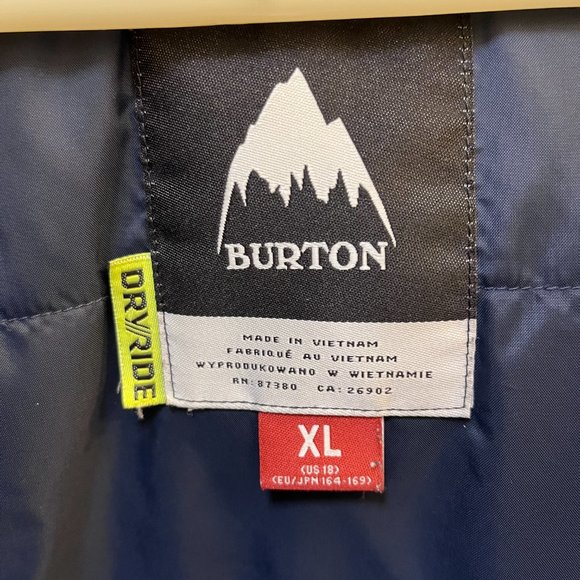 BURTON
DRY//RIDE
MADE IN VIETNAM
FABRIQUÉ AU VIETNAM
WYPRODUKOWANO W WIETNAMIE
RN: 87380 CA: 26902
XL
(US 18)
(EU/JPN 164-169)